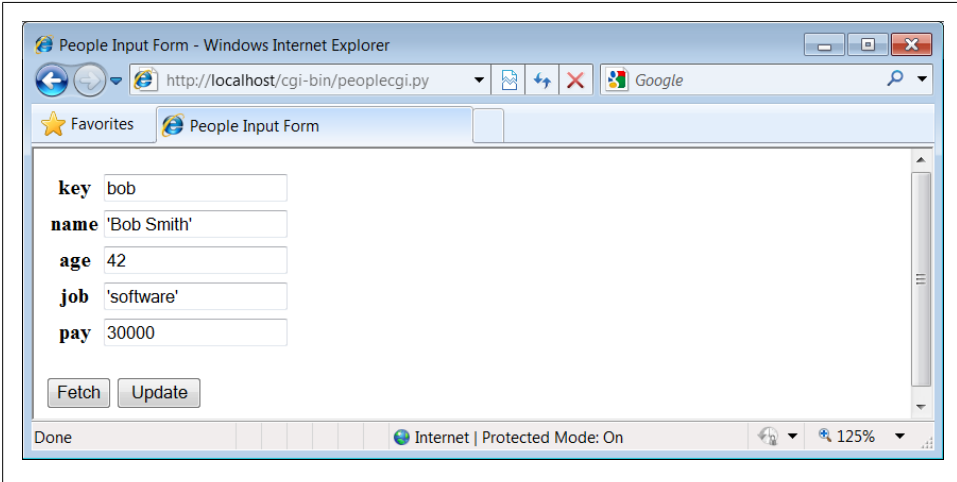 People Input Form - Windows Internet Explorer
http://localhost/cgi-bin/peoplecgi.py
Google
Favorites
People Input Form
key bob
name 'Bob Smith'
age 42
job 'software'
pay 30000
Fetch Update
Done
Internet | Protected Mode: On
125%